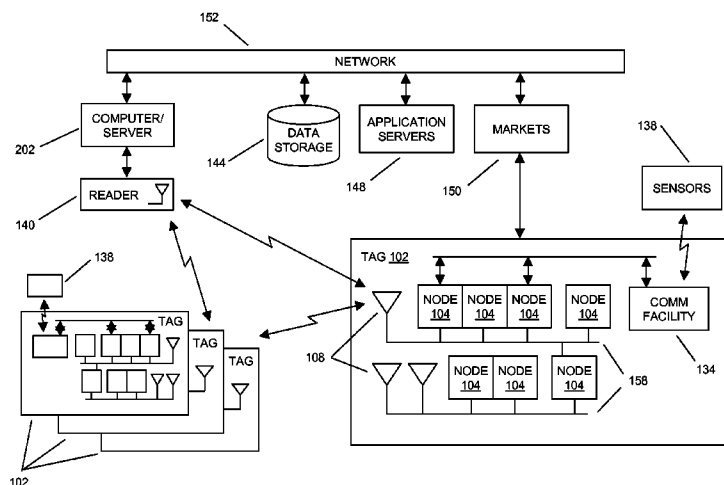 152
NETWORK
COMPUTER/
SERVER
202
DATA
STORAGE
144
APPLICATION
SERVERS
148
MARKETS
150
138
SENSORS
READER
140
138
TAG
TAG
TAG
102
TAG 102
NODE
104
NODE
104
NODE
104
NODE
104
COMM
FACILITY
134
108
NODE
104
NODE
104
NODE
104
158